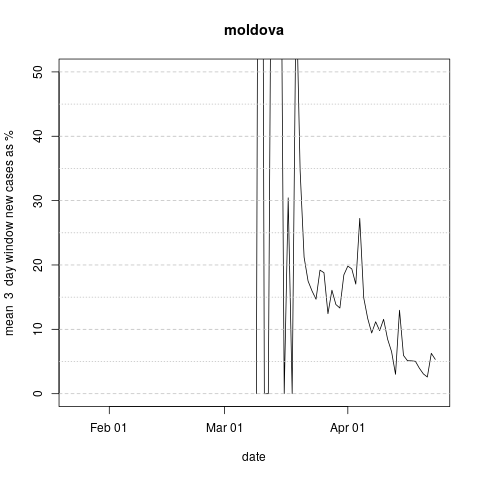 moldova
mean 3 day window new cases as %
50
40
30
20
10
0
Feb 01
Mar 01
Apr 01
date